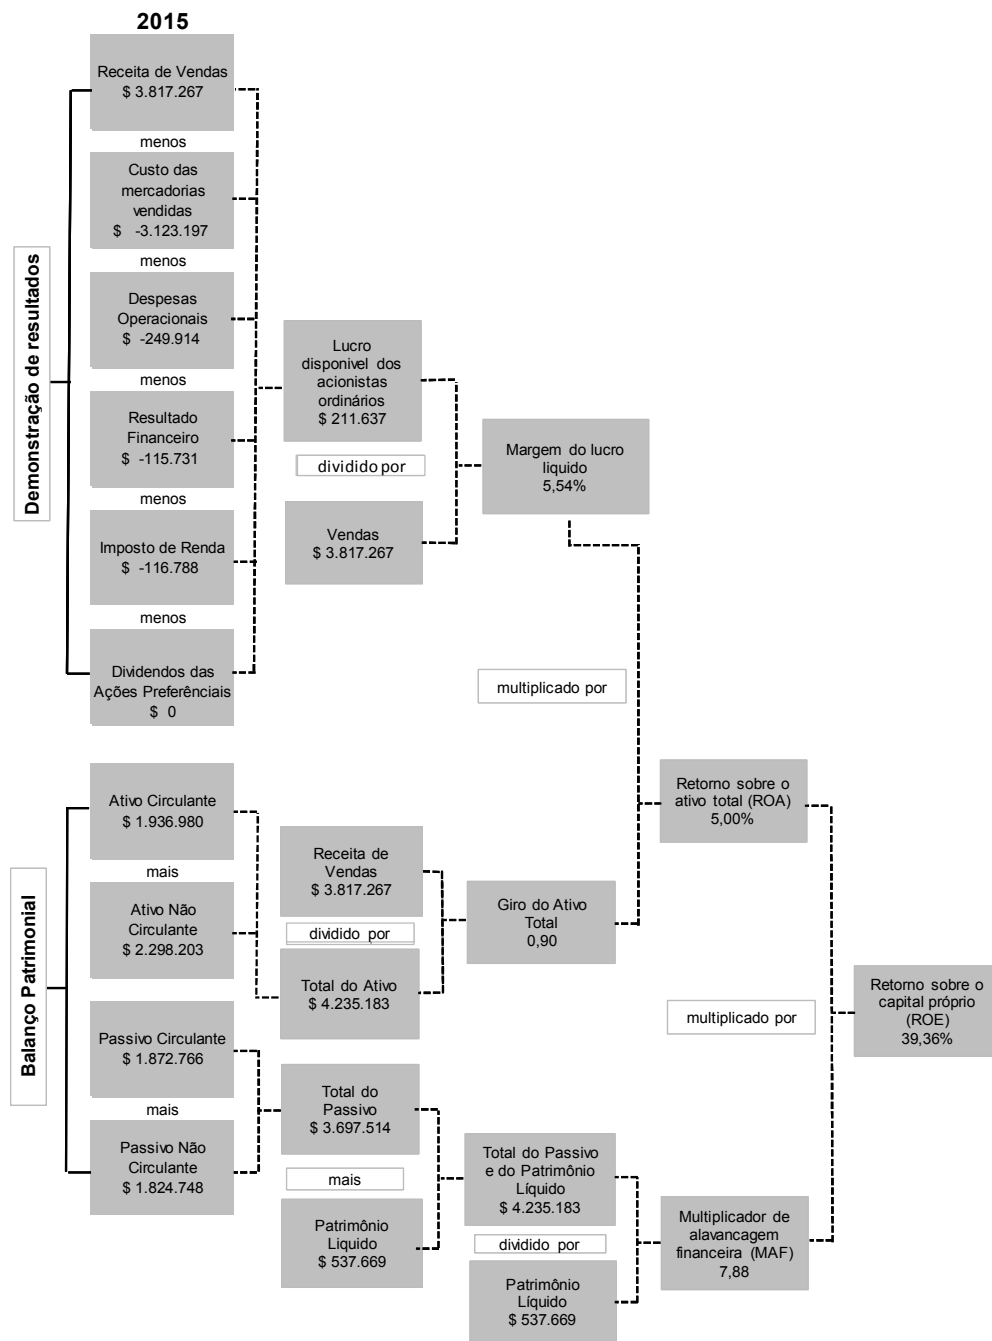 2015
Demonstração de resultados
Receita de Vendas
$ 3.817.267
menos
Custo das
mercadorias
vendidas
$ -3.123.197
menos
Despesas
Operacionais
$ -249.914
menos
Resultado
Financeiro
$ -115.731
menos
Imposto de Renda
$ -116.788
menos
Dividendos das
Ações Preferênciais
$ 0
Lucro
disponivel dos
acionistas
ordinários
$ 211.637
dividido por
Vendas
$ 3.817.267
Margem do lucro
liquido
5,54%
multiplicado por
Balanço Patrimonial
Ativo Circulante
$ 1.936.980
mais
Ativo Não
Circulante
$ 2.298.203
Passivo Circulante
$ 1.872.766
mais
Passivo Não
Circulante
$ 1.824.748
Receita de
Vendas
$ 3.817.267
dividido por
Total do Ativo
$ 4.235.183
Giro do Ativo
Total
0,90
Retorno sobre o
ativo total (ROA)
5,00%
multiplicado por
Retorno sobre o
capital próprio
(ROE)
39,36%
Total do
Passivo
$ 3.697.514
mais
Patrimônio
Liquido
$ 537.669
Total do Passivo
e do Patrimônio
Líquido
$ 4.235.183
dividido por
Patrimônio
Líquido
$ 537.669
Multiplicador de
alavancagem
financeira (MAF)
7,88